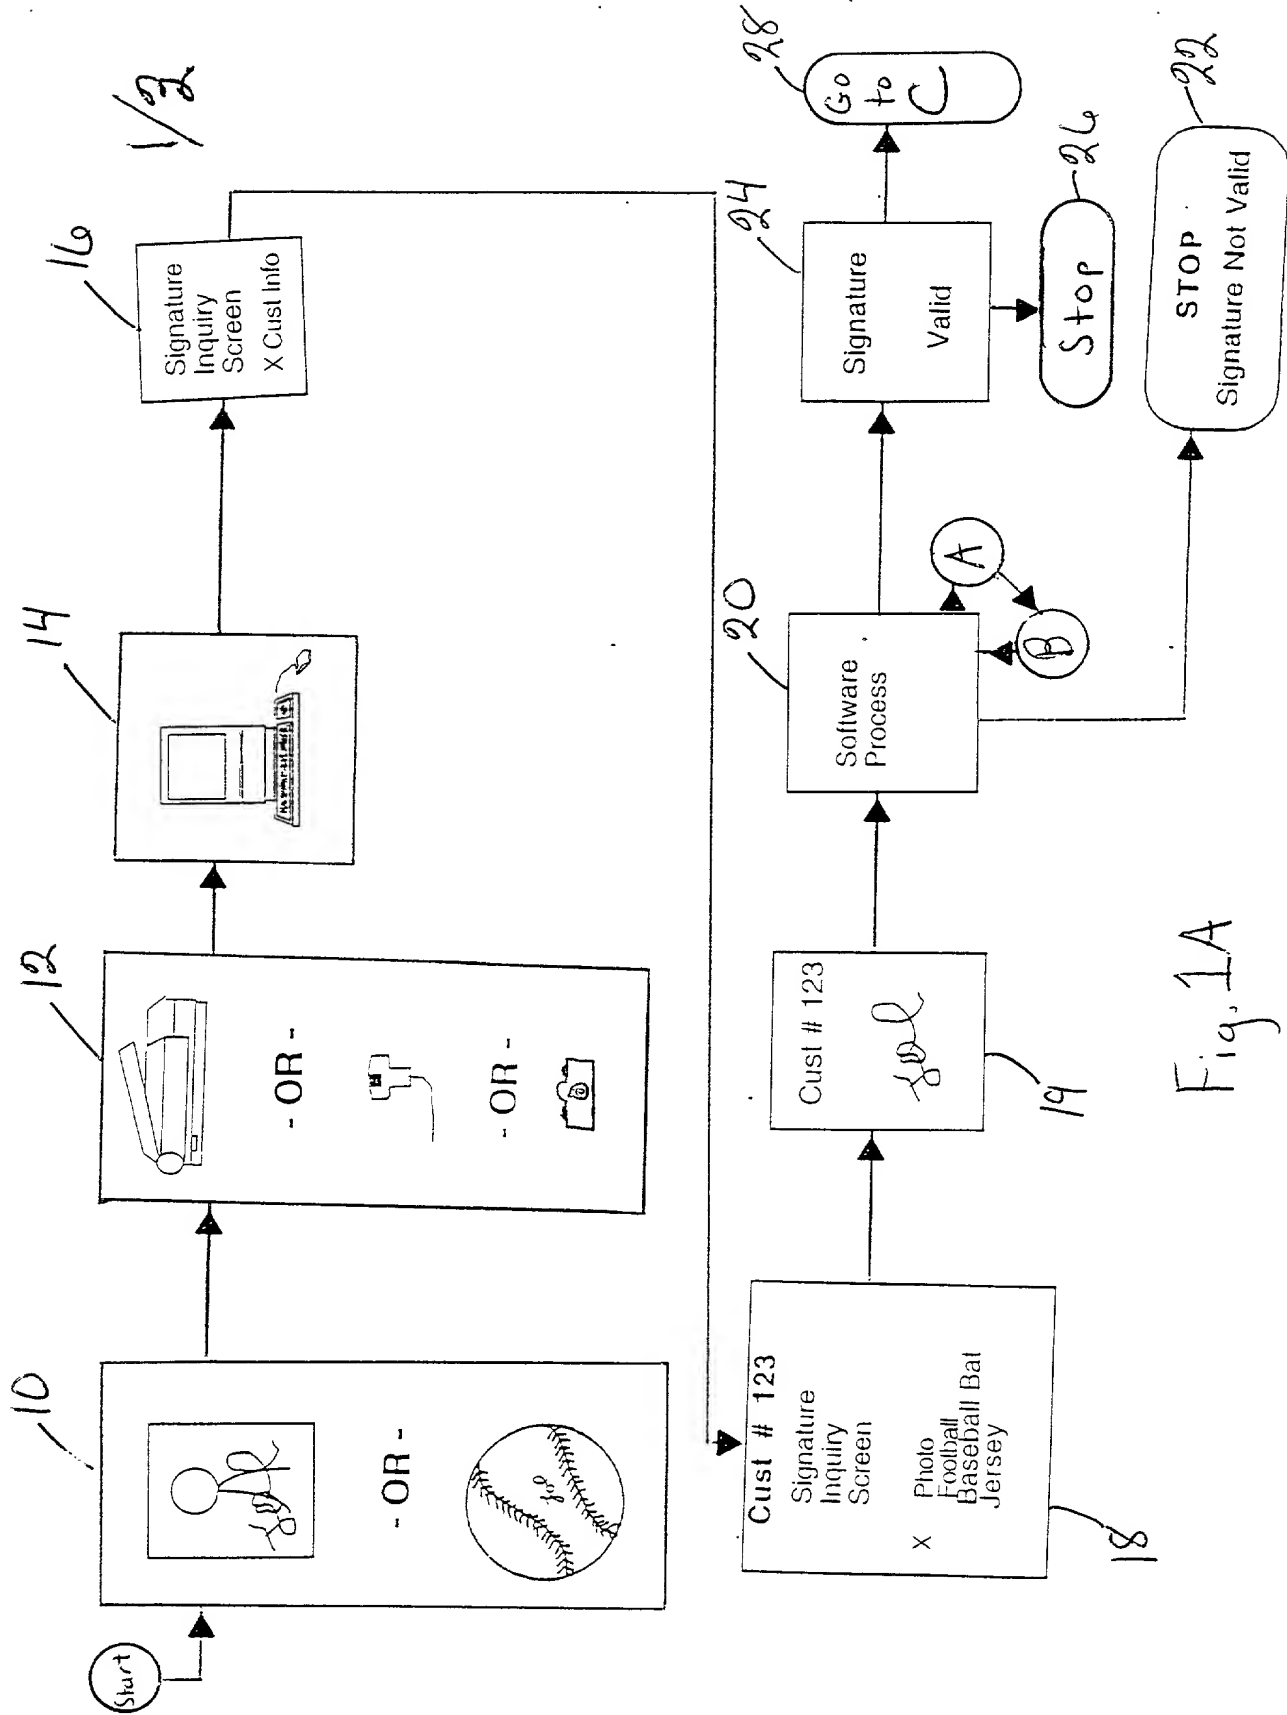 1/2
Start
10
- OR -
12
- OR -
- OR -
14
16
Signature
Inquiry
Screen
X Cust Info
Cust # 123
Signature
Inquiry
Screen
X Photo
Football
Baseball Bat
Jersey
18
Cust # 123
19
20
Software
Process
A
B
24
Signature
Valid
28
Go
to
C
Stop
26
STOP
Signature Not Valid
22
Fig. 1A